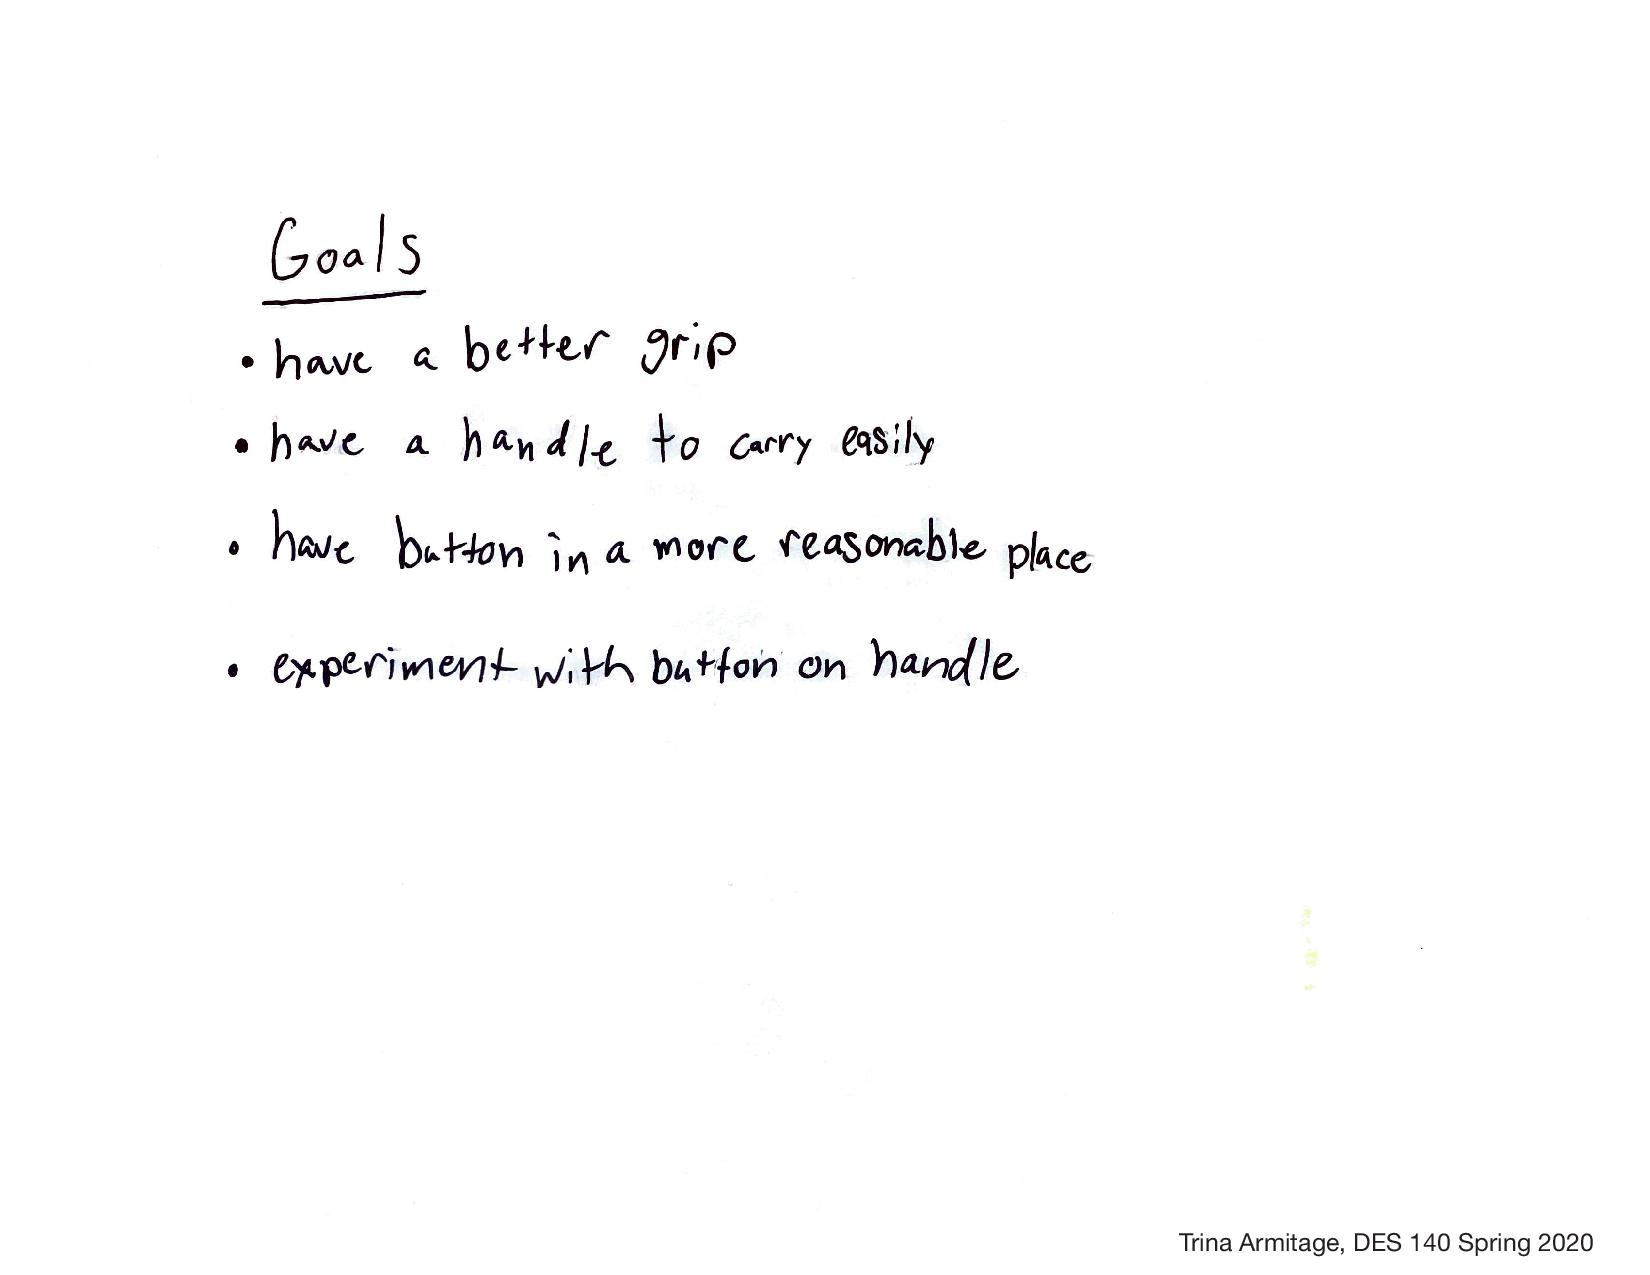 Goals
• have a better grip
• have a handle to carry easily
• have button in a more reasonable place
• experiment with button on handle
Trina Armitage, DES 140 Spring 2020